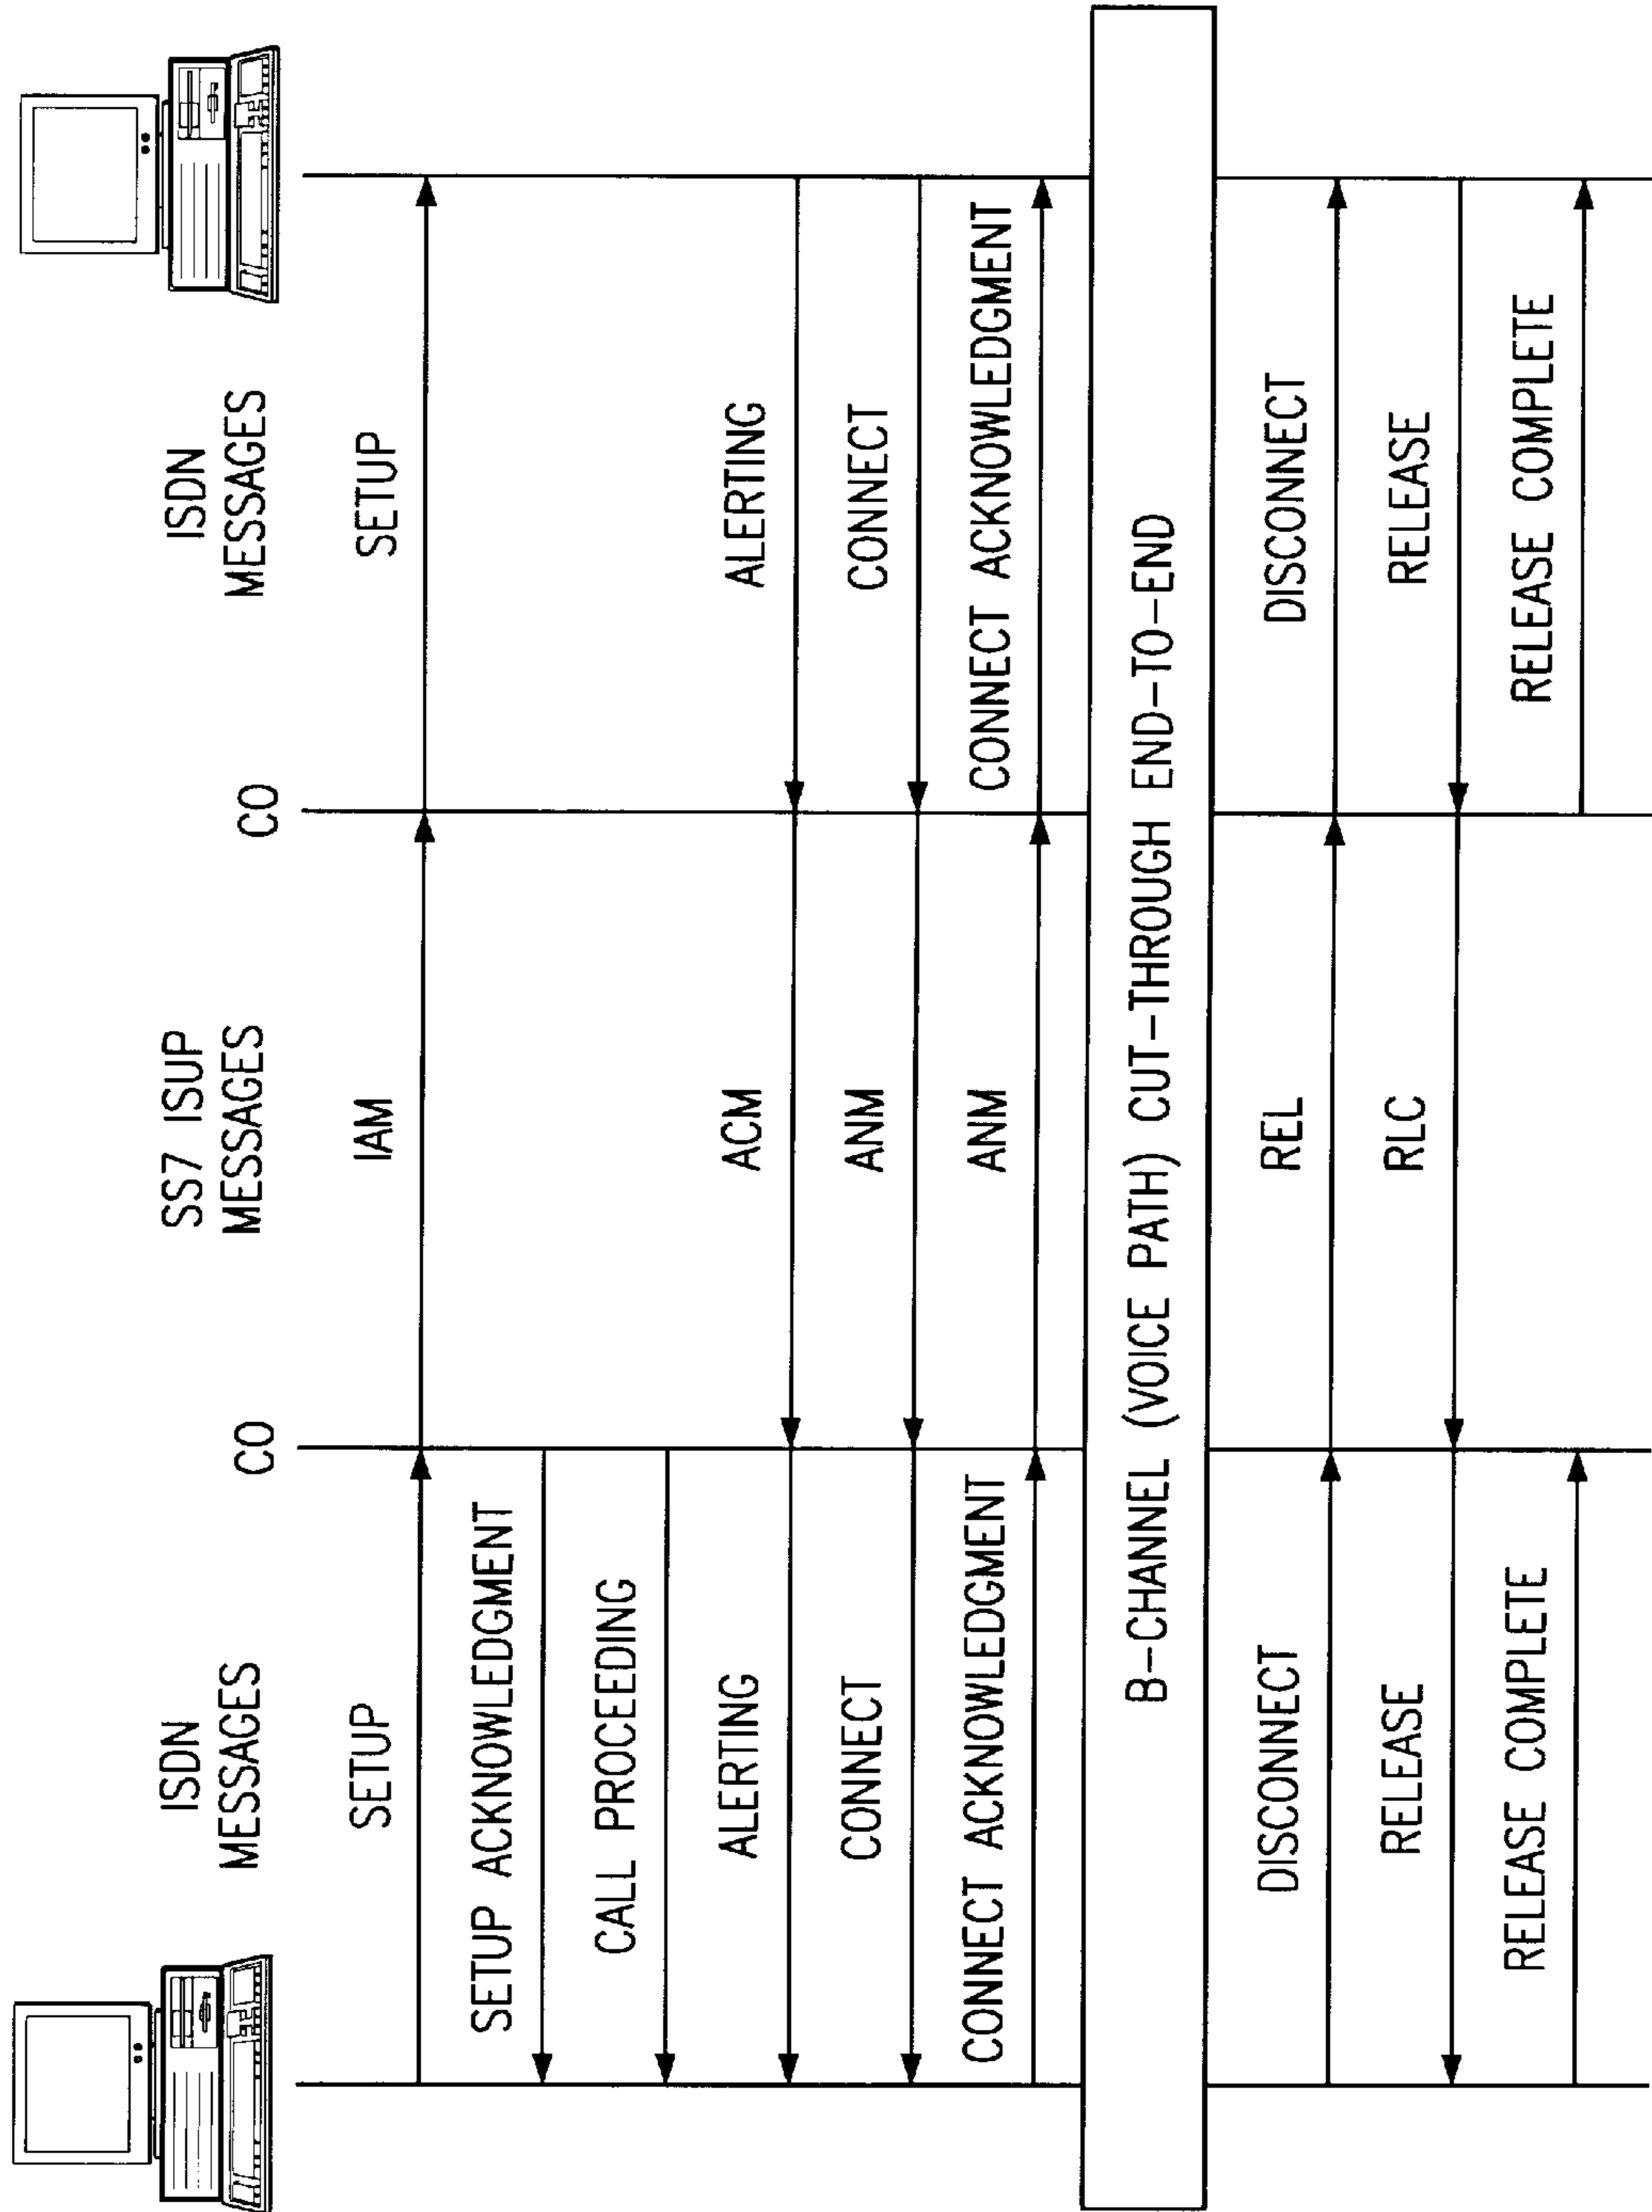 ISDN
MESSAGES
CO
SS7 ISUP
MESSAGES
CO
ISDN
MESSAGES
SETUP
IAM
SETUP
SETUP ACKNOWLEDGMENT
CALL PROCEEDING
ALERTING
ACM
ALERTING
CONNECT
ANM
CONNECT
CONNECT ACKNOWLEDGMENT
ANM
CONNECT ACKNOWLEDGMENT
B-CHANNEL (VOICE PATH) CUT-THROUGH END-TO-END
DISCONNECT
REL
DISCONNECT
RELEASE
RLC
RELEASE
RELEASE COMPLETE
RELEASE COMPLETE